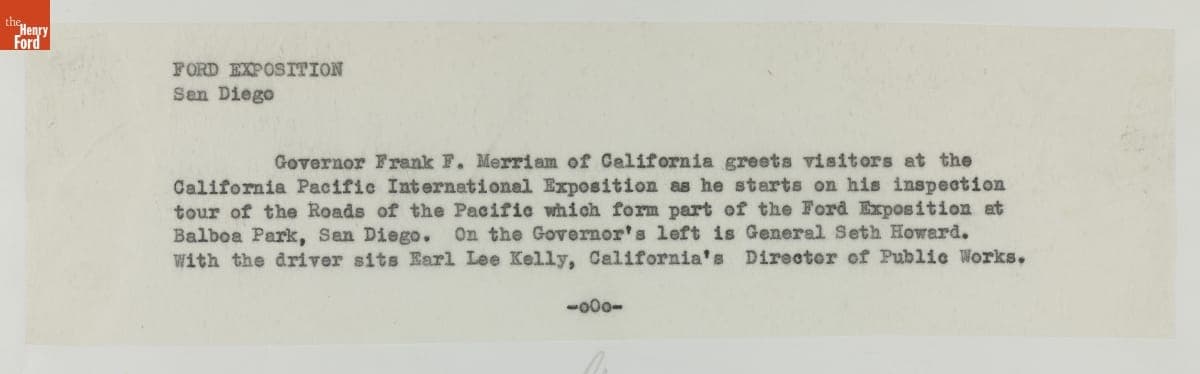 the
Henry
Ford
FORD EXPOSITION
San Diego
Governor Frank F. Merriam of California greets visitors at the
California Pacific International Exposition as he starts on his inspection
tour of the Roads of the Pacific which form part of the Ford Exposition at
Balboa Park, San Diego. On the Governor's left is General Seth Howard.
With the driver sits Earl Lee Kelly, California's Director of Public Works.
-oOo-